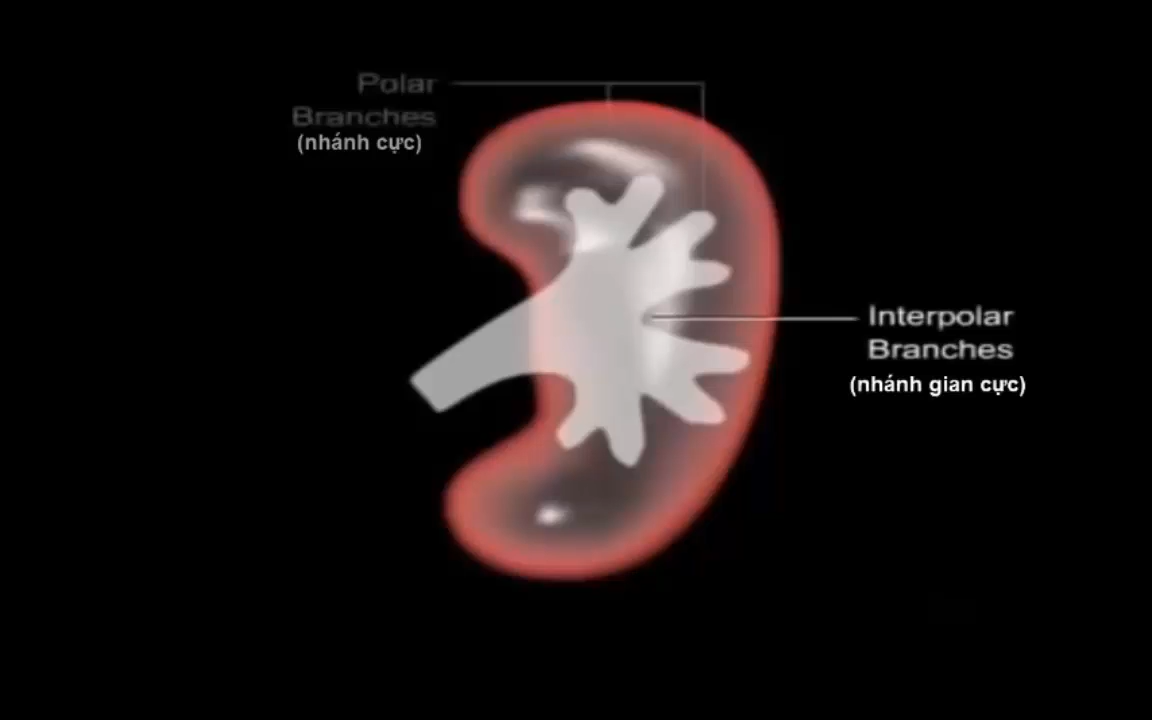 Polar
Branches
(nhánh cực)
Interpolar
Branches
(nhánh gian cực)